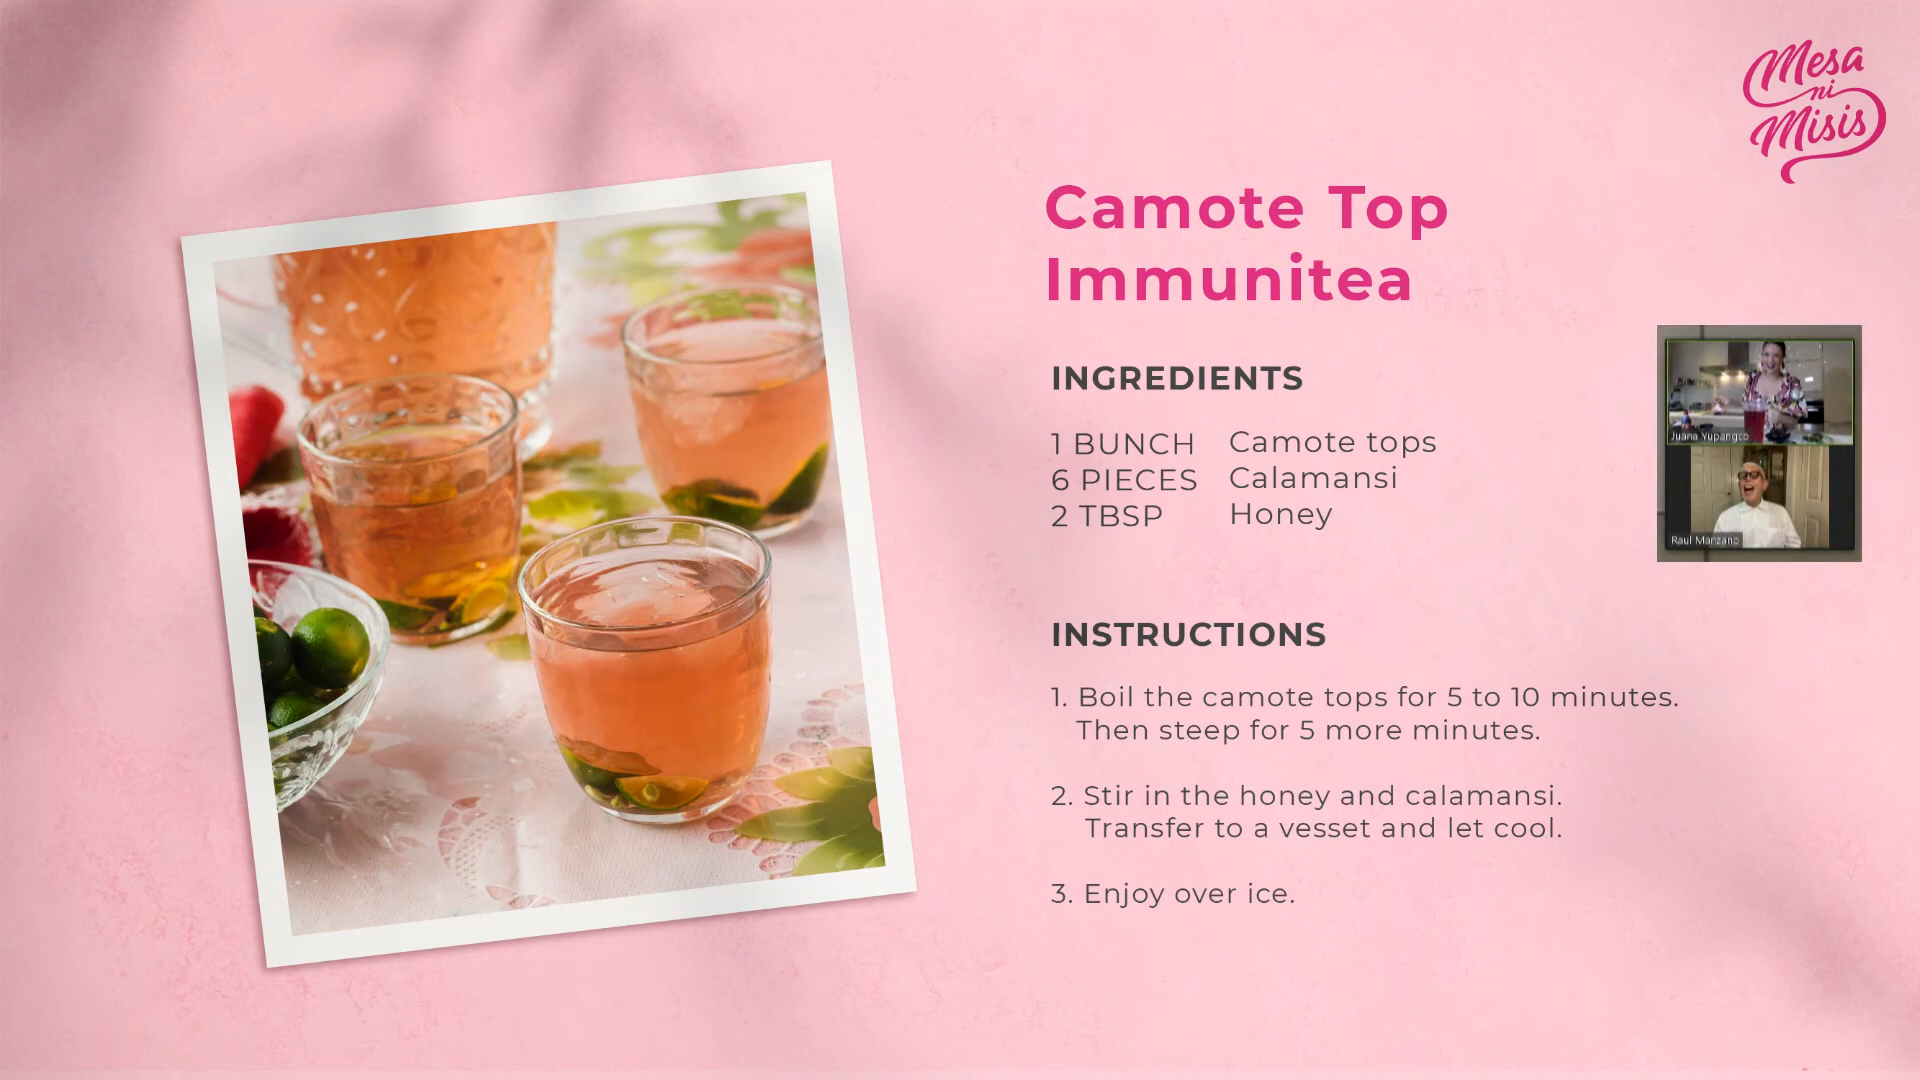 Mesa
ni
Misis
Camote Top
Immunitea
INGREDIENTS
1 BUNCH Camote tops
6 PIECES Calamansi
2 TBSP Honey
Juana Yupangco
Raul Manzano
INSTRUCTIONS
1. Boil the camote tops for 5 to 10 minutes.
Then steep for 5 more minutes.
2. Stir in the honey and calamansi.
Transfer to a vesset and let cool.
3. Enjoy over ice.